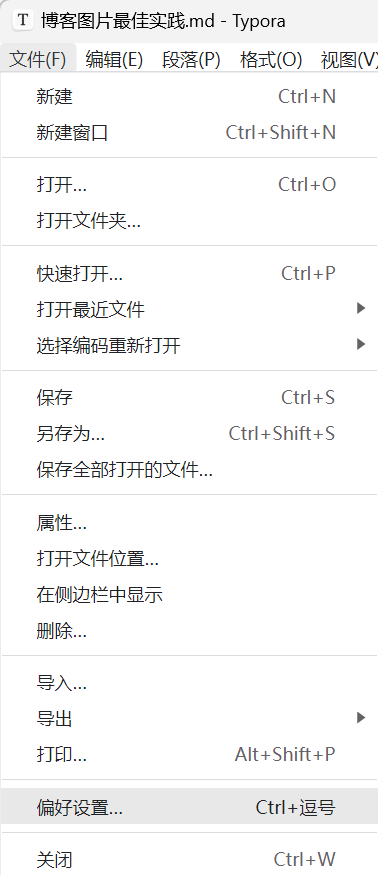 T 博客图片最佳实践.md - Typora
文件(F) 编辑(E) 段落(P) 格式(O) 视图(V)
新建 Ctrl+N
新建窗口 Ctrl+Shift+N
打开... Ctrl+O
打开文件夹...
快速打开... Ctrl+P
打开最近文件
选择编码重新打开
保存 Ctrl+S
另存为... Ctrl+Shift+S
保存全部打开的文件...
属性...
打开文件位置...
在侧边栏中显示
删除...
导入...
导出
打印... Alt+Shift+P
偏好设置... Ctrl+逗号
关闭 Ctrl+W